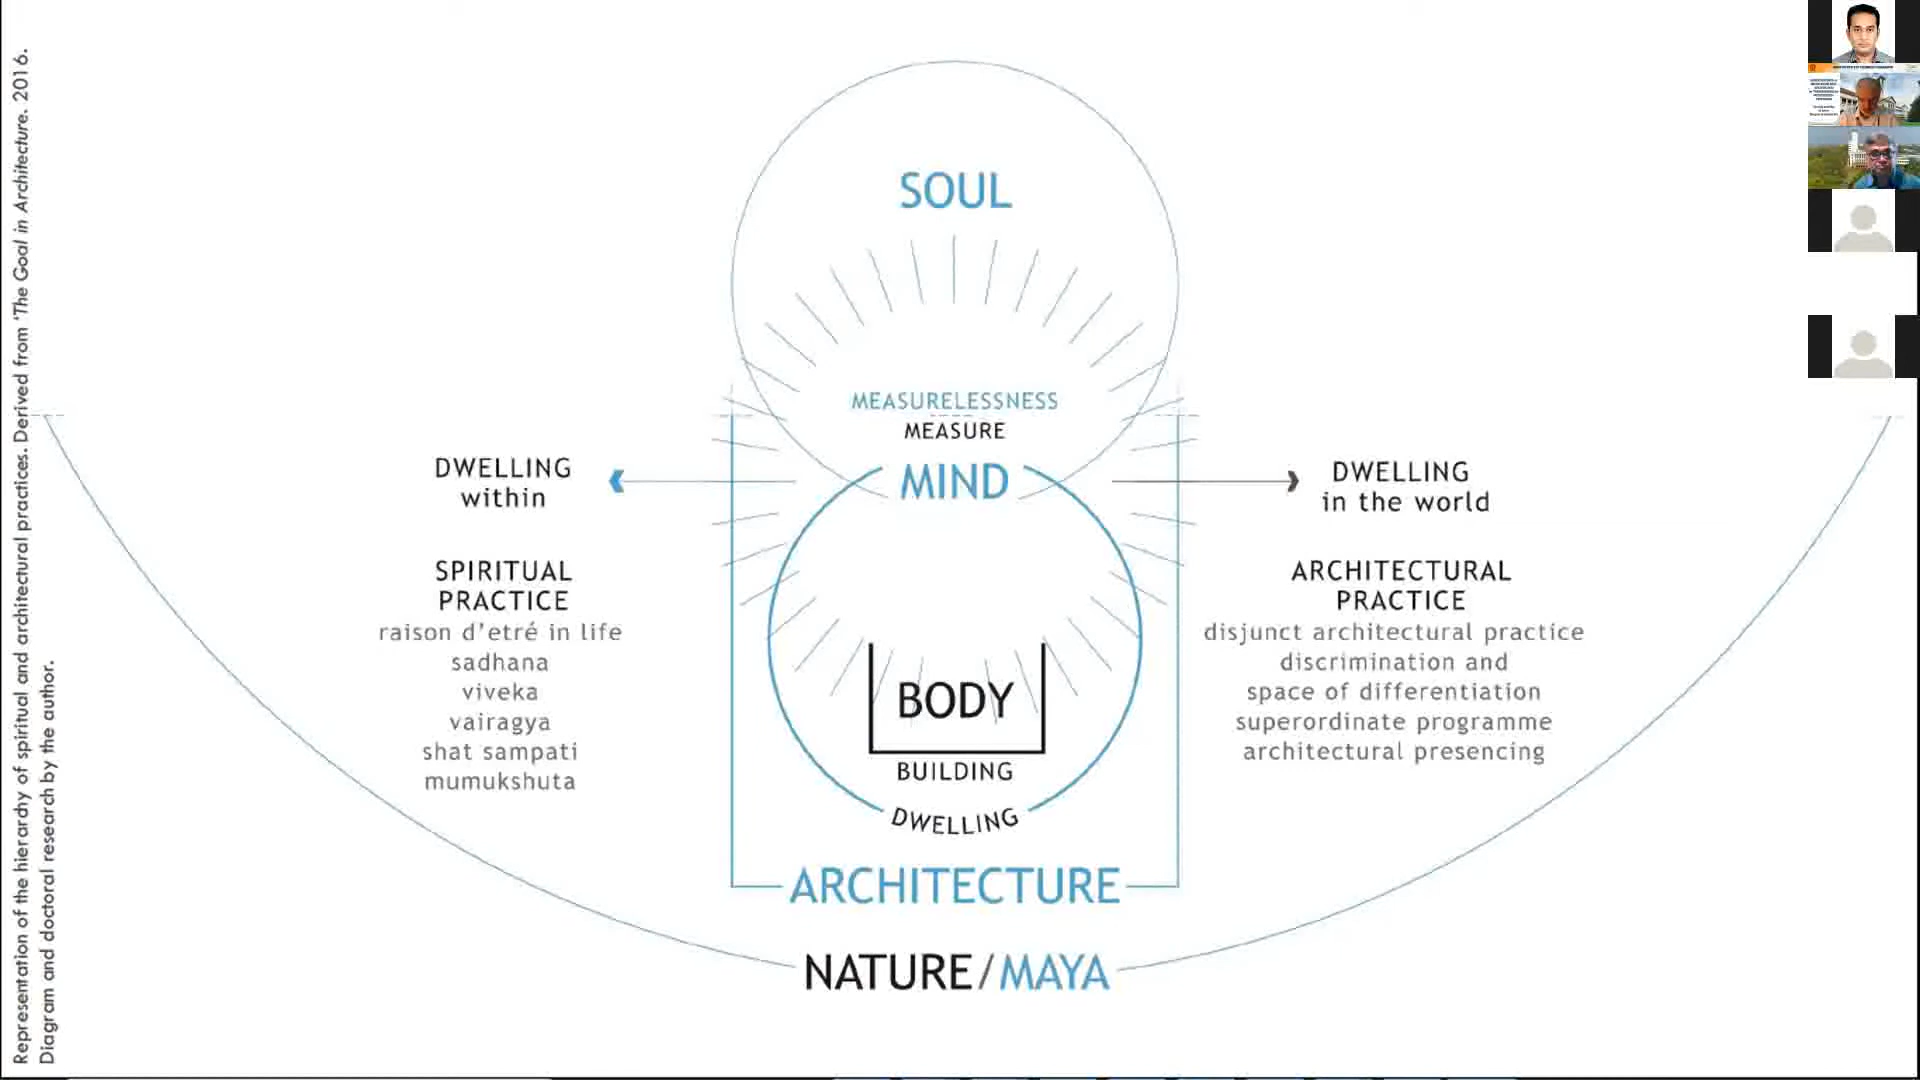 Representation of the hierarchy of spiritual and architectural practices. Derived from 'The Goal in Architecture. 2016.
Diagram and doctoral research by the author.
SOUL
MEASURELESSNESS
MEASURE
MIND
DWELLING
within
SPIRITUAL
PRACTICE
raison d'etré in life
sadhana
viveka
vairagya
shat sampati
mumukshuta
DWELLING
in the world
ARCHITECTURAL
PRACTICE
disjunct architectural practice
discrimination and
space of differentiation
superordinate programme
architectural presencing
BODY
BUILDING
DWELLING
ARCHITECTURE
NATURE/MAYA